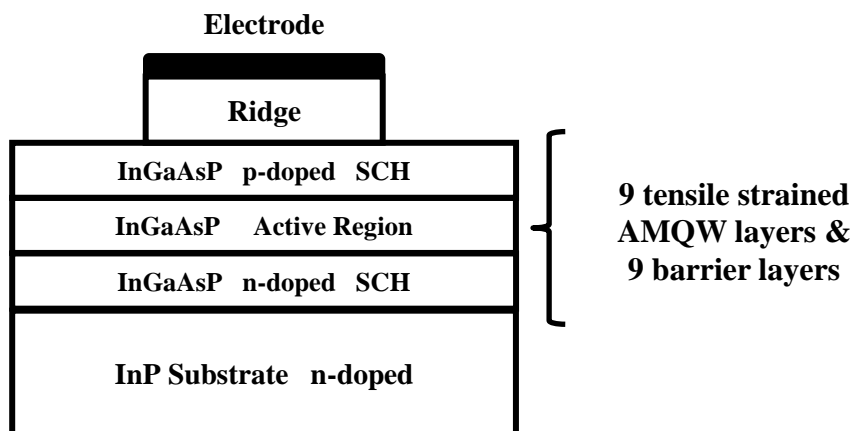 Electrode
Ridge
InGaAsP p-doped SCH
InGaAsP Active Region
InGaAsP n-doped SCH
InP Substrate n-doped
9 tensile strained
AMQW layers &
9 barrier layers